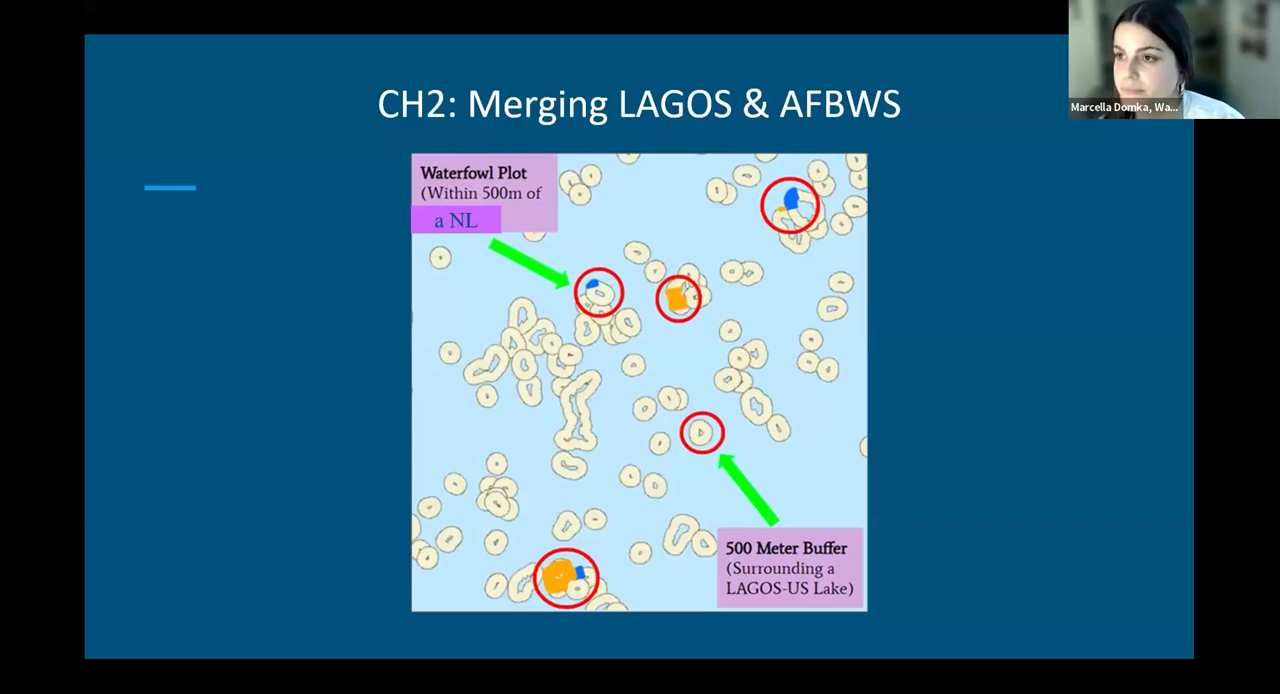 CH2: Merging LAGOS & AFBWS
Marcella Domka, Wa...
Waterfowl Plot
(Within 500m of
a NL
500 Meter Buffer
(Surrounding a
LAGOS-US Lake)